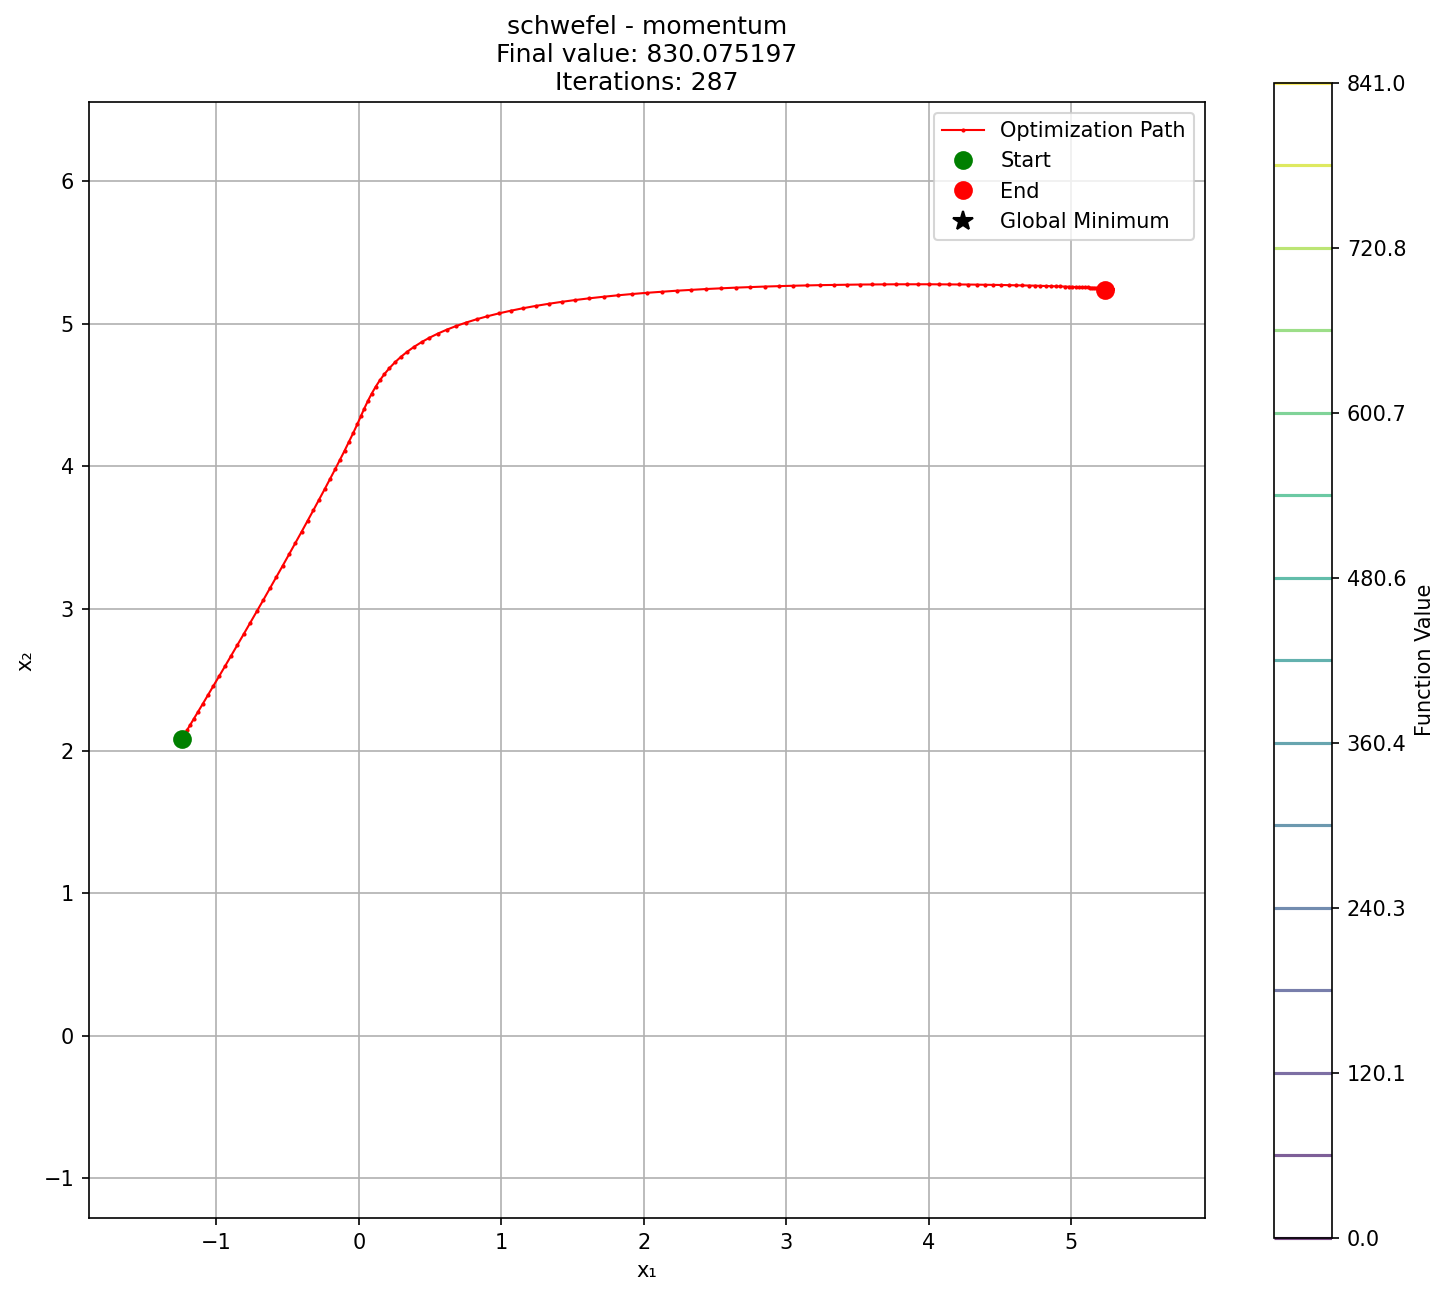 schwefel - momentum
Final value: 830.075197
Iterations: 287
Optimization Path
Start
End
Global Minimum
6
5
4
3
2
1
0
−1
x₂
−1
0
1
2
3
4
5
x₁
841.0
720.8
600.7
480.6
360.4
240.3
120.1
0.0
Function Value